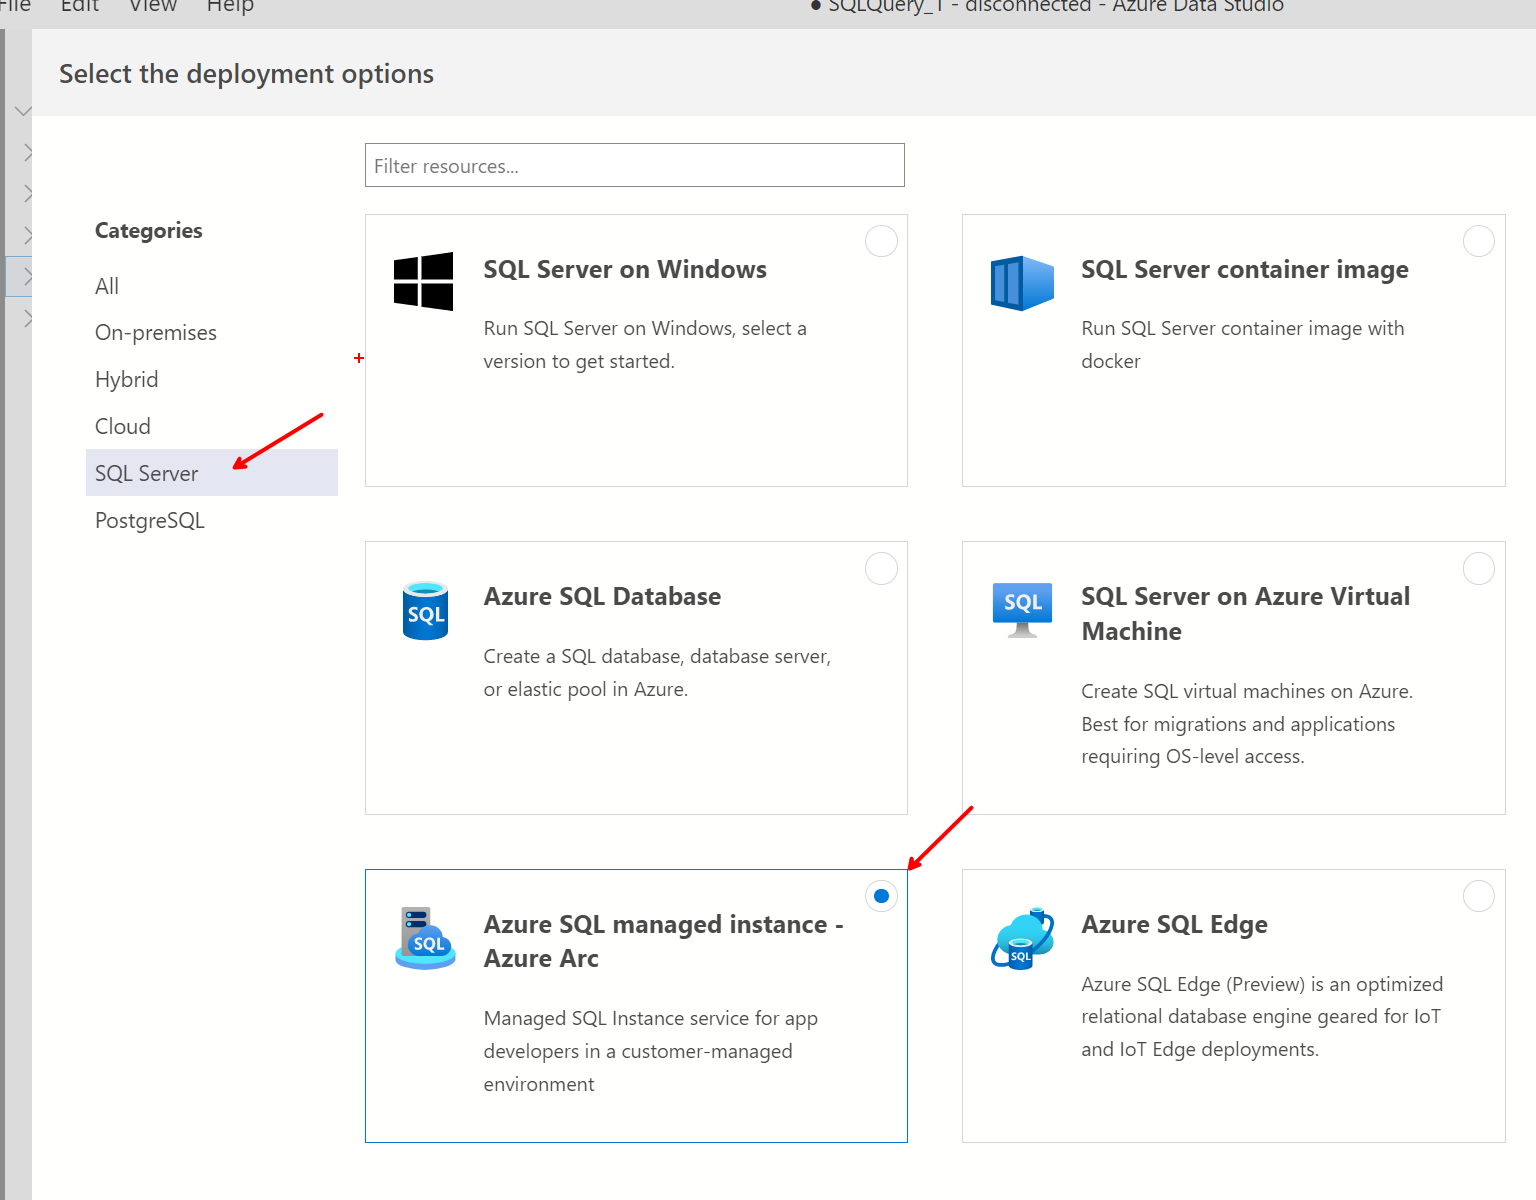 File Edit View Help
● SQLQuery_1 - disconnected - Azure Data Studio
Select the deployment options
Filter resources...
Categories
All
On-premises
Hybrid
Cloud
SQL Server
PostgreSQL
SQL Server on Windows
Run SQL Server on Windows, select a
version to get started.
SQL Server container image
Run SQL Server container image with
docker
SQL
Azure SQL Database
Create a SQL database, database server,
or elastic pool in Azure.
SQL
SQL Server on Azure Virtual
Machine
Create SQL virtual machines on Azure.
Best for migrations and applications
requiring OS-level access.
SQL
Azure SQL managed instance -
Azure Arc
Managed SQL Instance service for app
developers in a customer-managed
environment
SQL
Azure SQL Edge
Azure SQL Edge (Preview) is an optimized
relational database engine geared for IoT
and IoT Edge deployments.